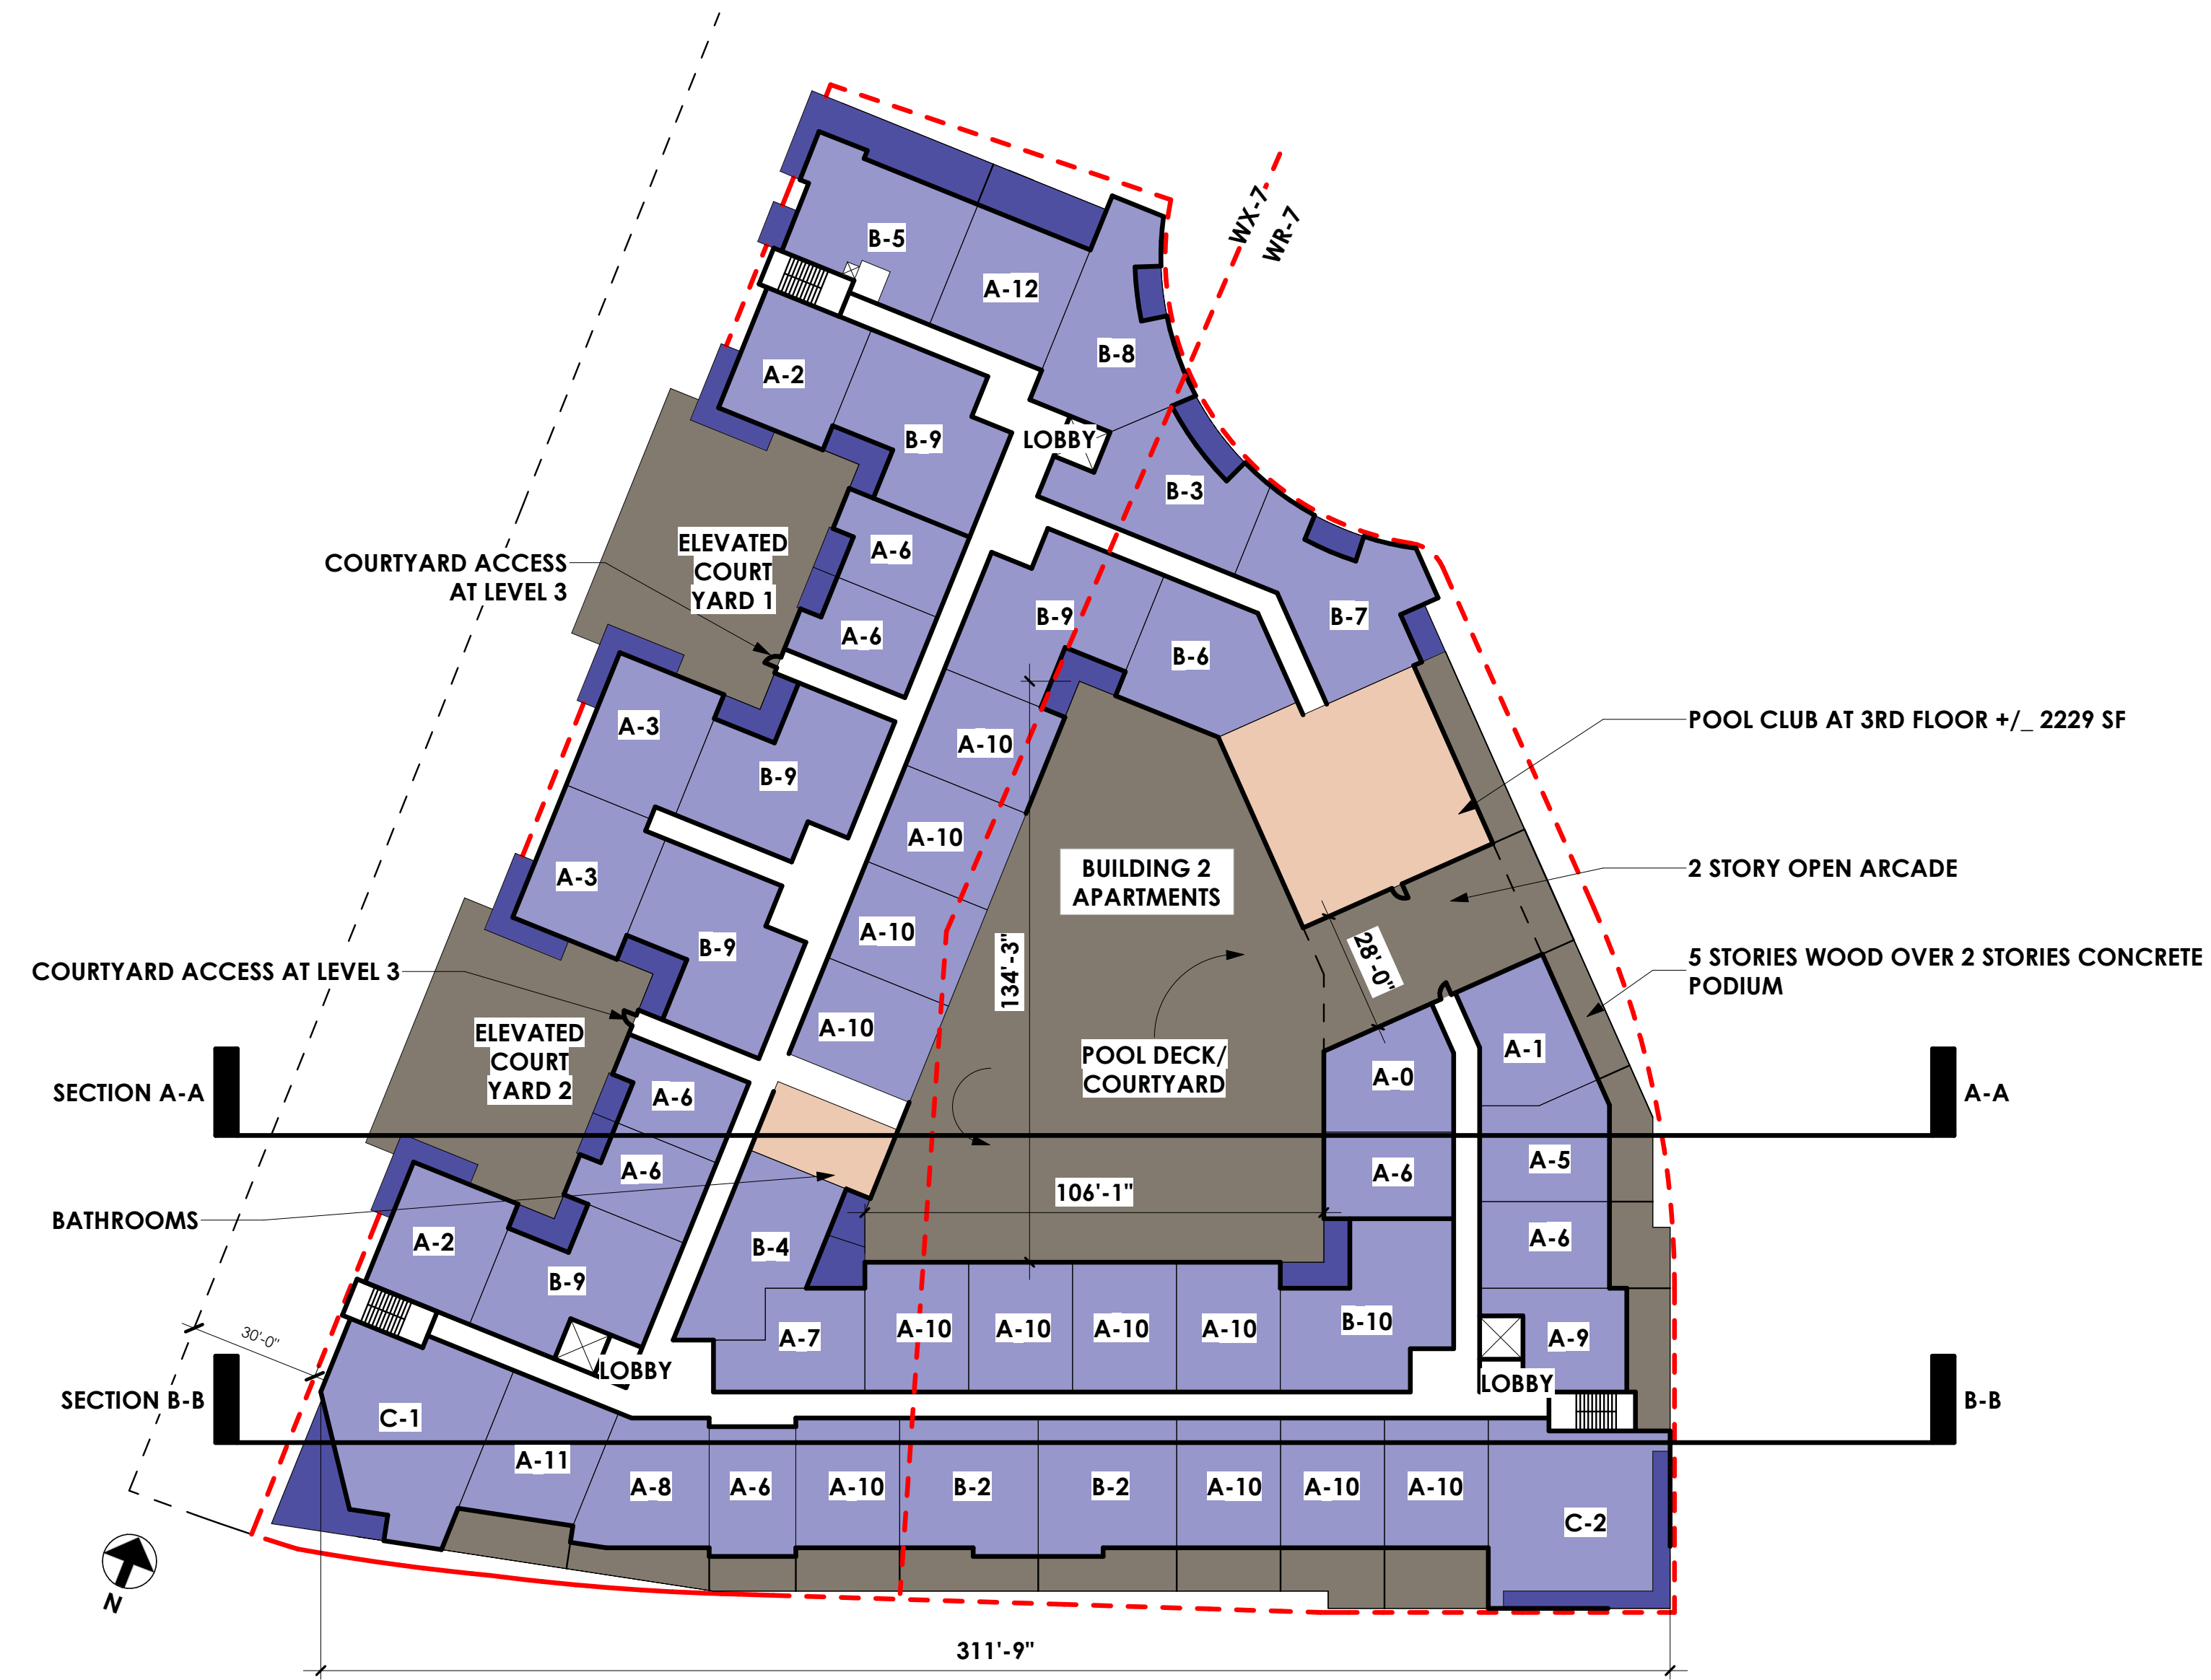 WX-7
WR-7
B-5
A-12
B-8
A-2
B-9
LOBBY
B-3
ELEVATED
COURT
YARD 1
A-6
A-6
COURTYARD ACCESS
AT LEVEL 3
B-9
B-6
B-7
A-3
B-9
A-10
POOL CLUB AT 3RD FLOOR +/_ 2229 SF
A-10
A-3
B-9
A-10
BUILDING 2
APARTMENTS
2 STORY OPEN ARCADE
COURTYARD ACCESS AT LEVEL 3
134'-3"
28'-0"
5 STORIES WOOD OVER 2 STORIES CONCRETE
PODIUM
A-10
ELEVATED
COURT
YARD 2
POOL DECK/
COURTYARD
A-0
A-1
SECTION A-A
A-A
A-6
A-6
A-6
A-5
106'-1"
BATHROOMS
A-2
B-4
A-6
B-9
30'-0"
A-7
A-10
A-10
A-10
A-10
B-10
A-9
LOBBY
LOBBY
SECTION B-B
B-B
C-1
A-11
A-8
A-6
A-10
B-2
B-2
A-10
A-10
A-10
C-2
N
311'-9"